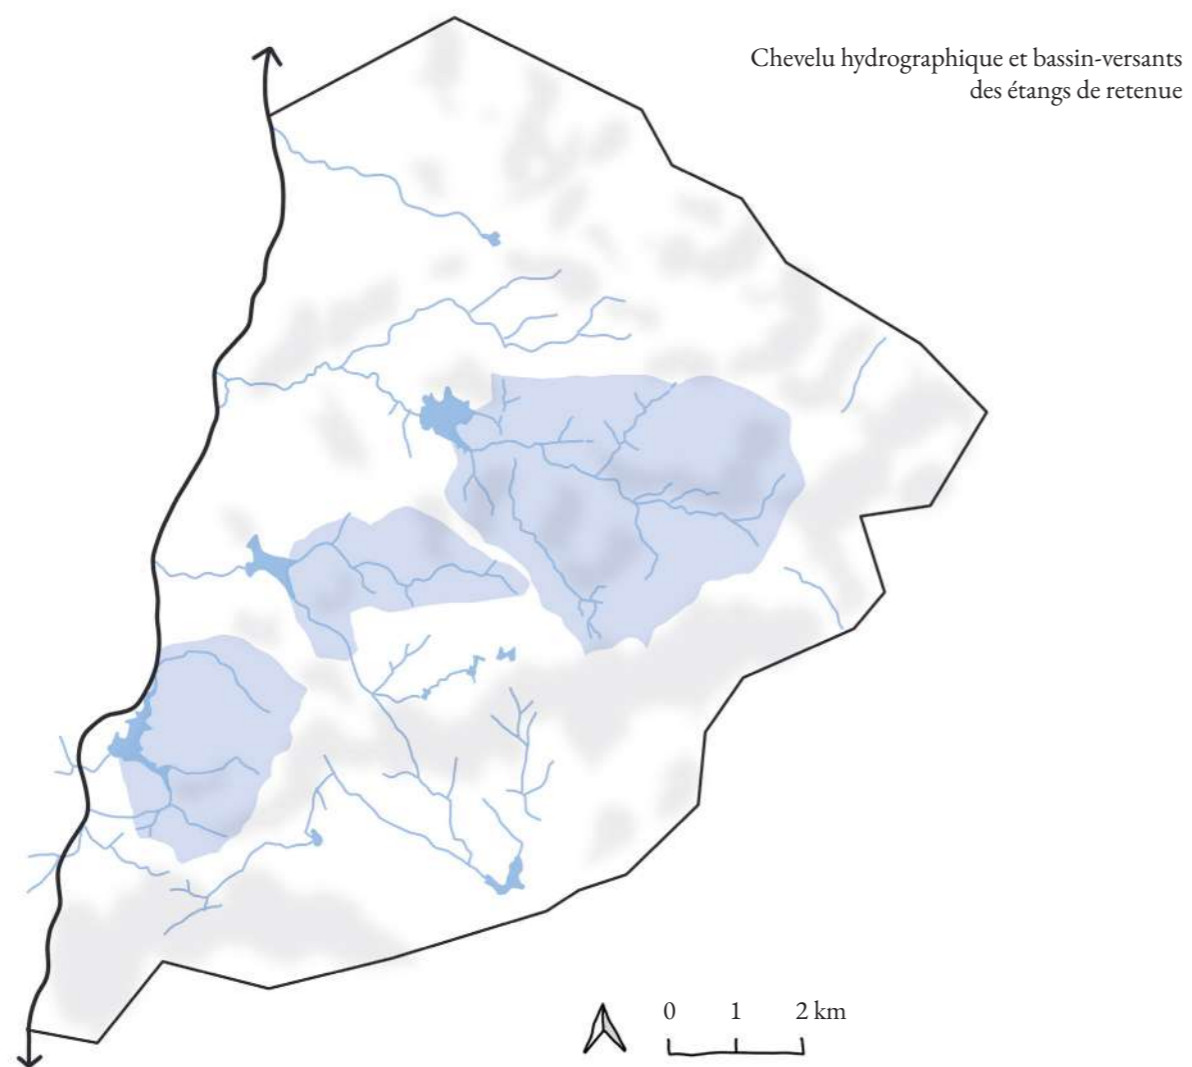 Chevelu hydrographique et bassin-versants
des étangs de retenue
0 1 2 km